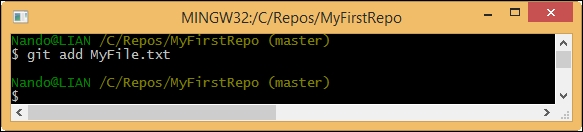 MINGW32:/C/Repos/MyFirstRepo
Nando@LIAN /C/Repos/MyFirstRepo (master)
$ git add MyFile.txt
Nando@LIAN /C/Repos/MyFirstRepo (master)
$